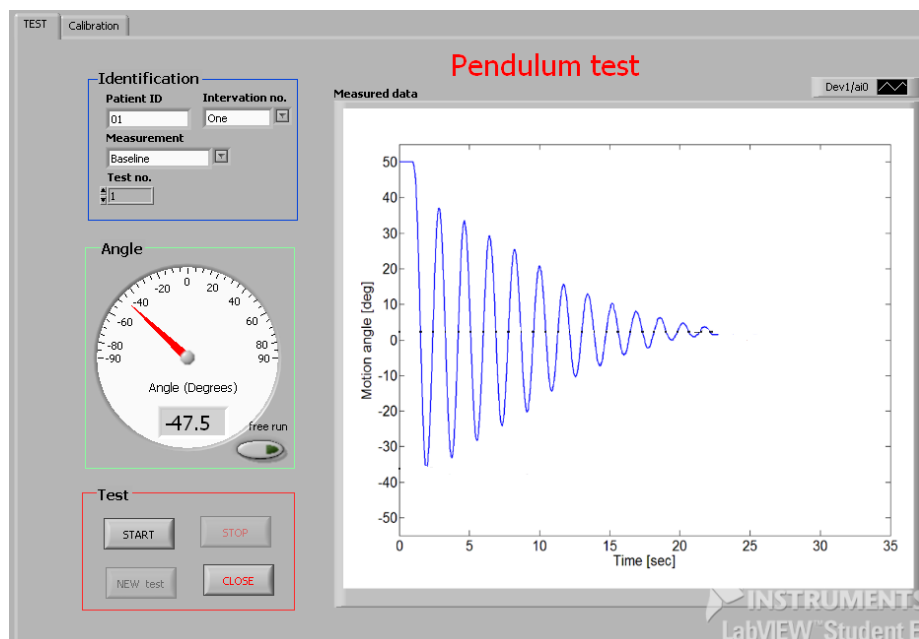 TEST
Calibration
Pendulum test
Identification
Patient ID
Intervation no.
01
One
Measurement
Baseline
Test no.
1
Measured data
Dev1/ai0
Angle
-90
-80
-60
-40
-20
0
20
40
60
80
90
Angle (Degrees)
-47.5
free run
Test
START
STOP
NEW test
CLOSE
Motion angle [deg]
50
40
30
20
10
0
-10
-20
-30
-40
-50
0
5
10
15
20
25
30
35
Time [sec]
INSTRUMENTS
LabVIEW™ Student